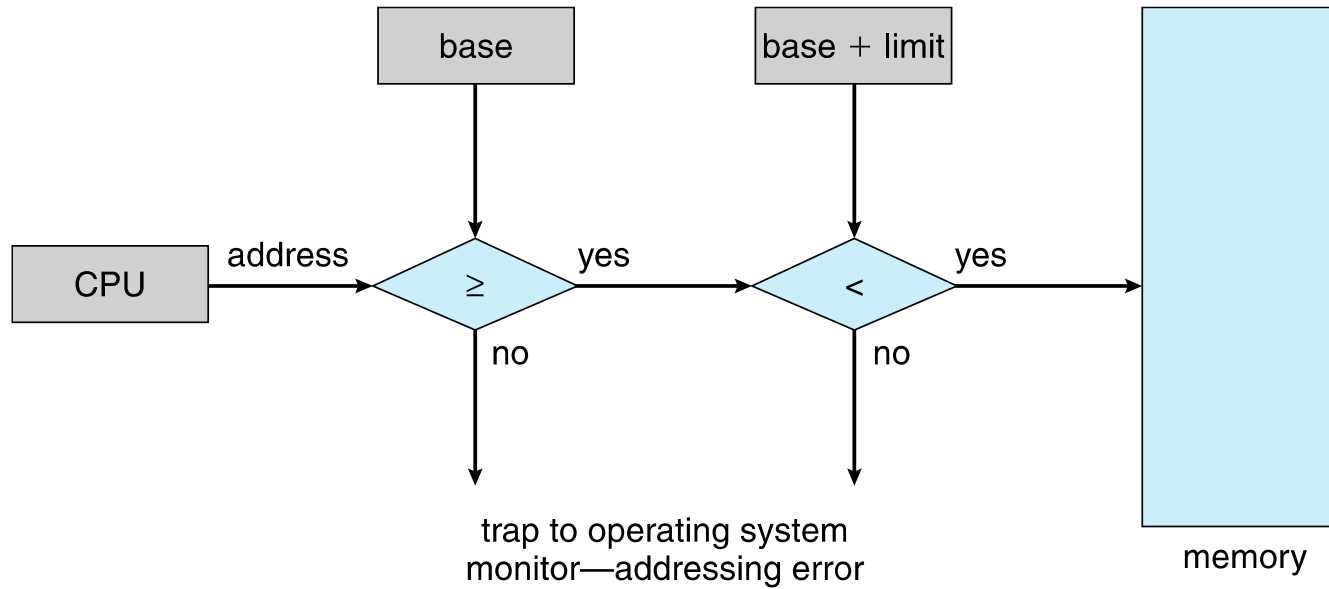 base
base + limit
CPU
address
≥
yes
<
yes
no
no
trap to operating system
monitor—addressing error
memory